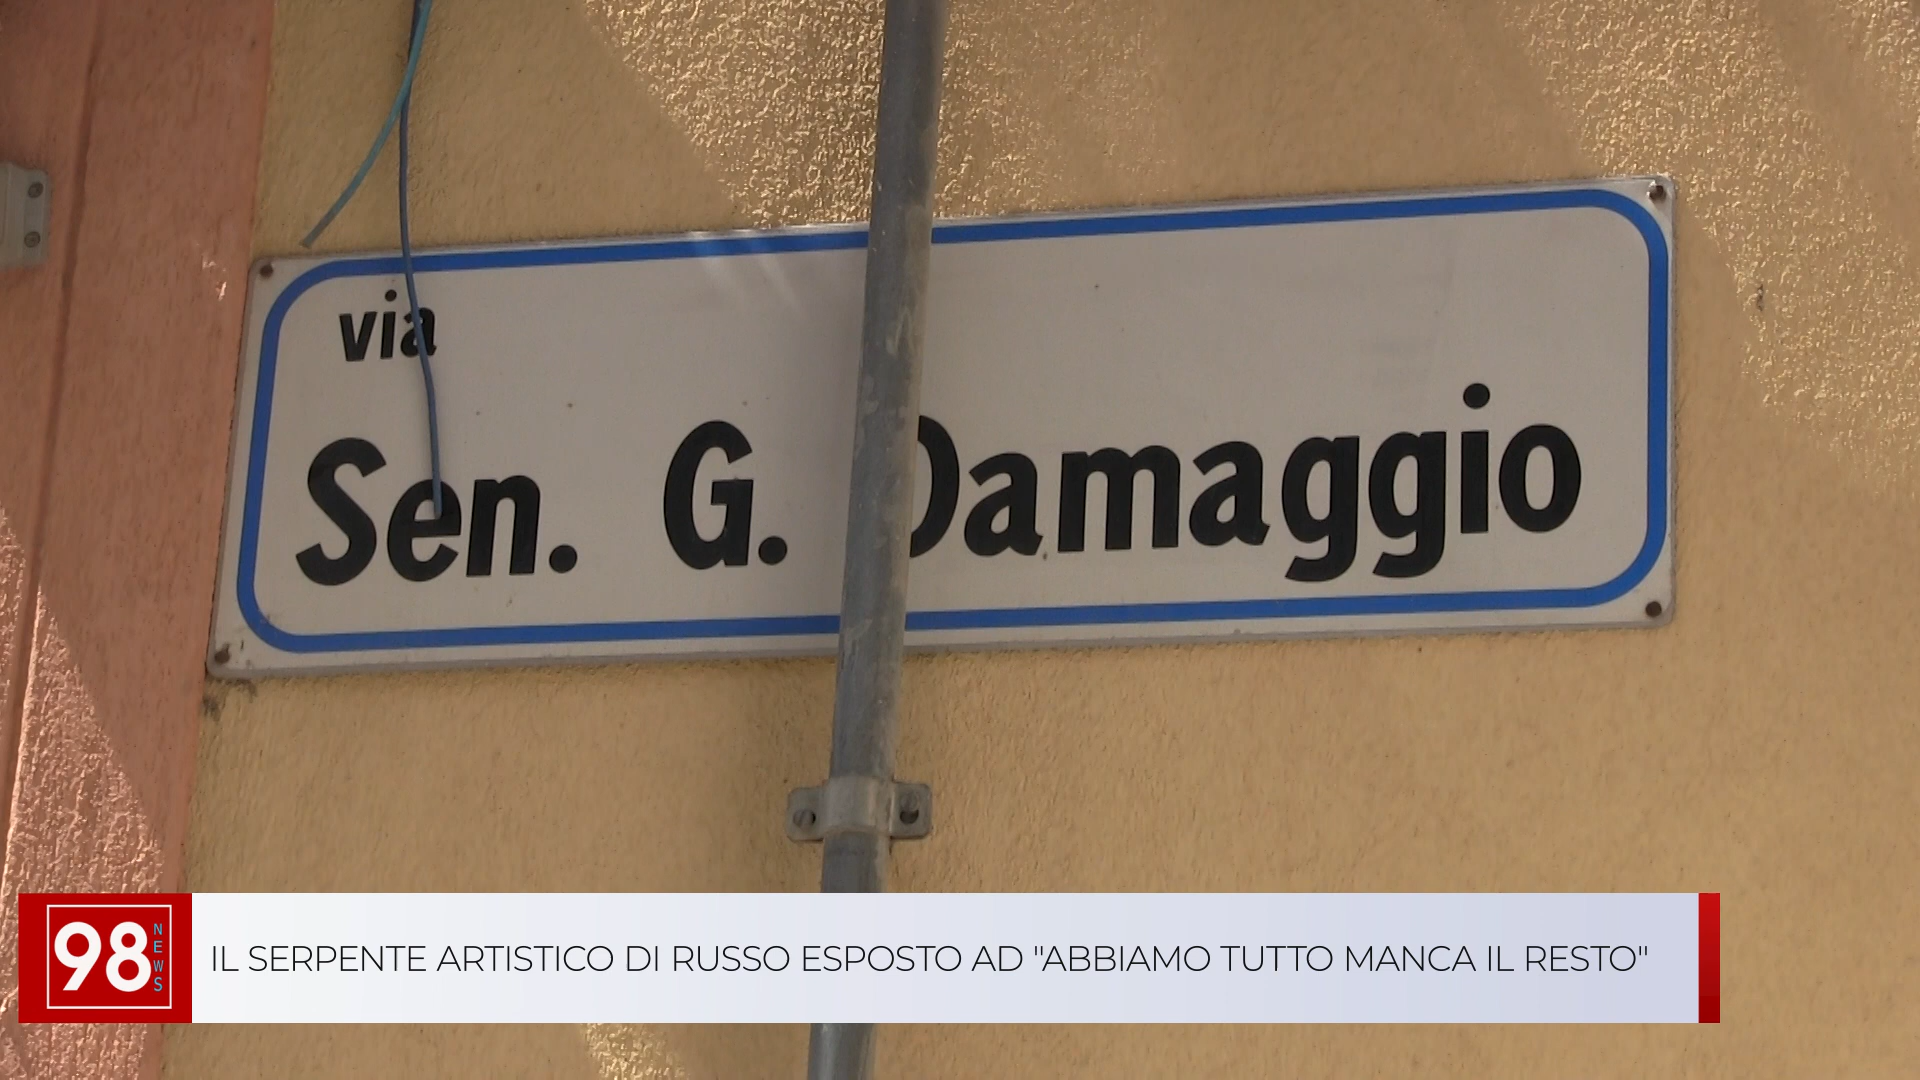 via
Sen. G. Damaggio
98 NEWS
IL SERPENTE ARTISTICO DI RUSSO ESPOSTO AD "ABBIAMO TUTTO MANCA IL RESTO"